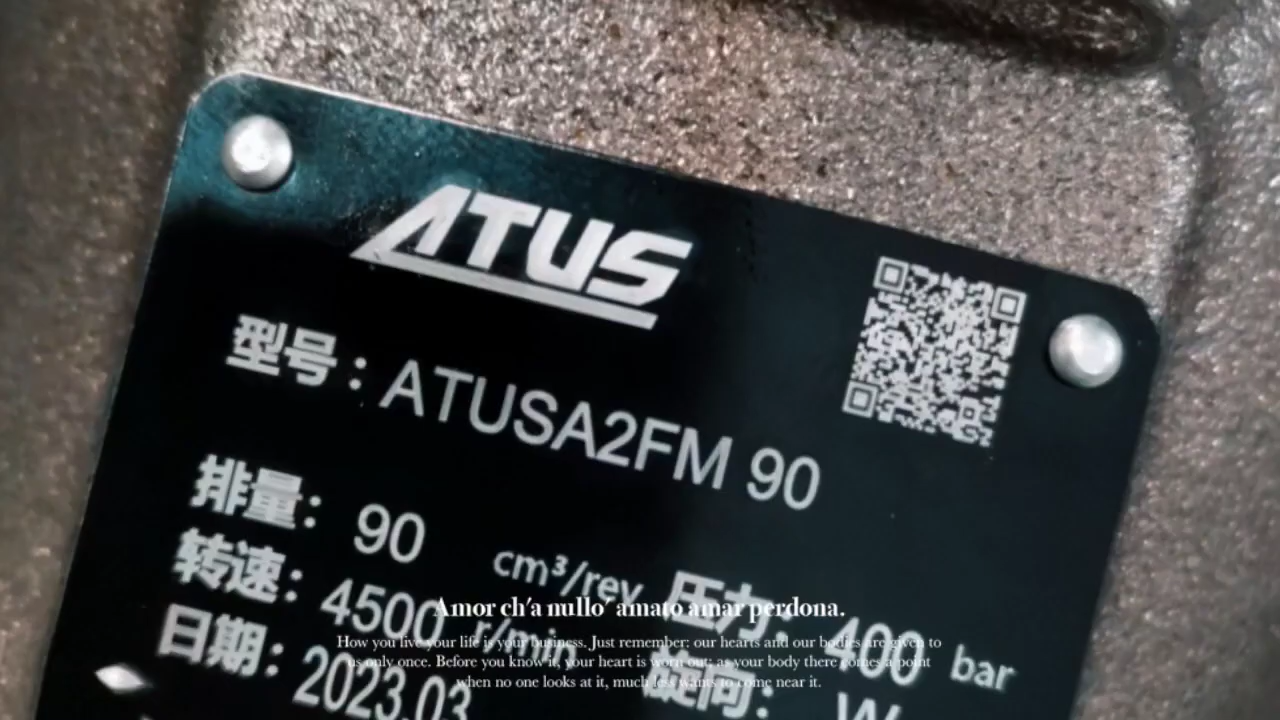 ATUS
型号：ATUSA2FM 90
排量： 90 cm³/rev 压力： 400 bar
转速： 4500 r/min 旋向： W
日期： 2023.03
Amor ch'a nullo' amato amar perdona.
How you live your life is your business. Just remember: our hearts and our bodies are given to
us only once. Before you know it, your heart is worn out; as your body there comes a point
when no one looks at it, much less wants to come near it.